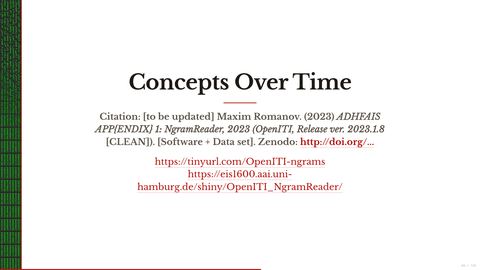 Concepts Over Time
Citation: [to be updated] Maxim Romanov. (2023) ADHFAIS
APP{ENDIX} 1: NgramReader, 2023 (OpenITI, Release ver. 2023.1.8
[CLEAN]). [Software + Data set]. Zenodo: http://doi.org/...
https://tinyurl.com/OpenITI-ngrams
https://eis1600.aai.uni-
hamburg.de/shiny/OpenITI_NgramReader/